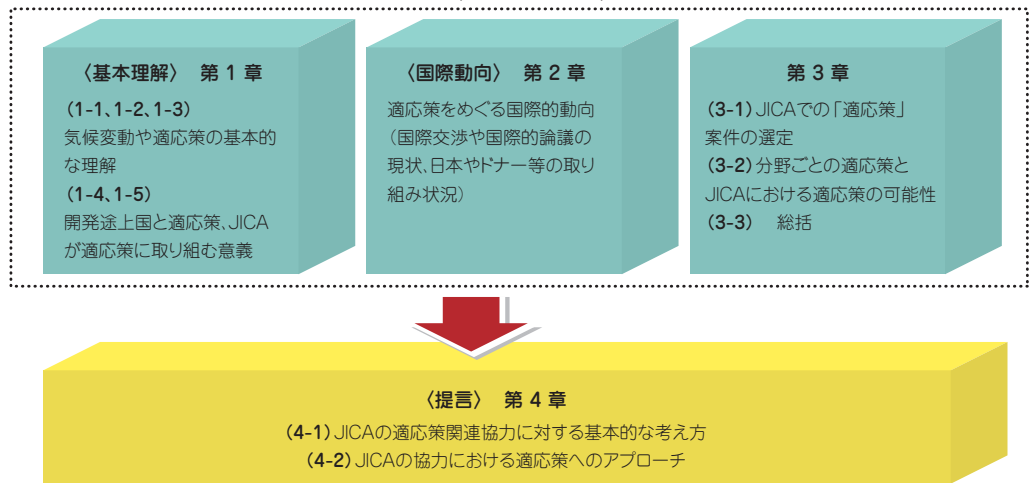 〈基本理解〉 第 1 章
(1-1、1-2、1-3)
気候変動や適応策の基本的
な理解
(1-4、1-5)
開発途上国と適応策、JICA
が適応策に取り組む意義
〈国際動向〉 第 2 章
適応策をめぐる国際的動向
(国際交渉や国際的論議の
現状、日本やドナー等の取り
組み状況)
第 3 章
(3-1) JICAでの「適応策」
案件の選定
(3-2) 分野ごとの適応策と
JICAにおける適応策の可能性
(3-3) 総括
〈提言〉 第 4 章
(4-1) JICAの適応策関連協力に対する基本的な考え方
(4-2) JICAの協力における適応策へのアプローチ